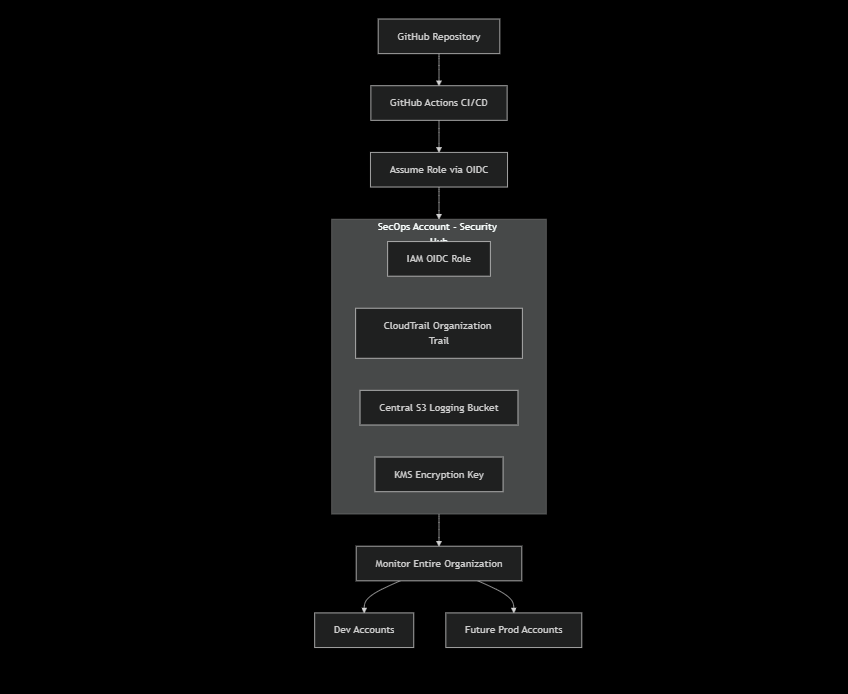 GitHub Repository
GitHub Actions CI/CD
Assume Role via OIDC
SecOps Account - Security
Hub
IAM OIDC Role
CloudTrail Organization
Trail
Central S3 Logging Bucket
KMS Encryption Key
Monitor Entire Organization
Dev Accounts
Future Prod Accounts